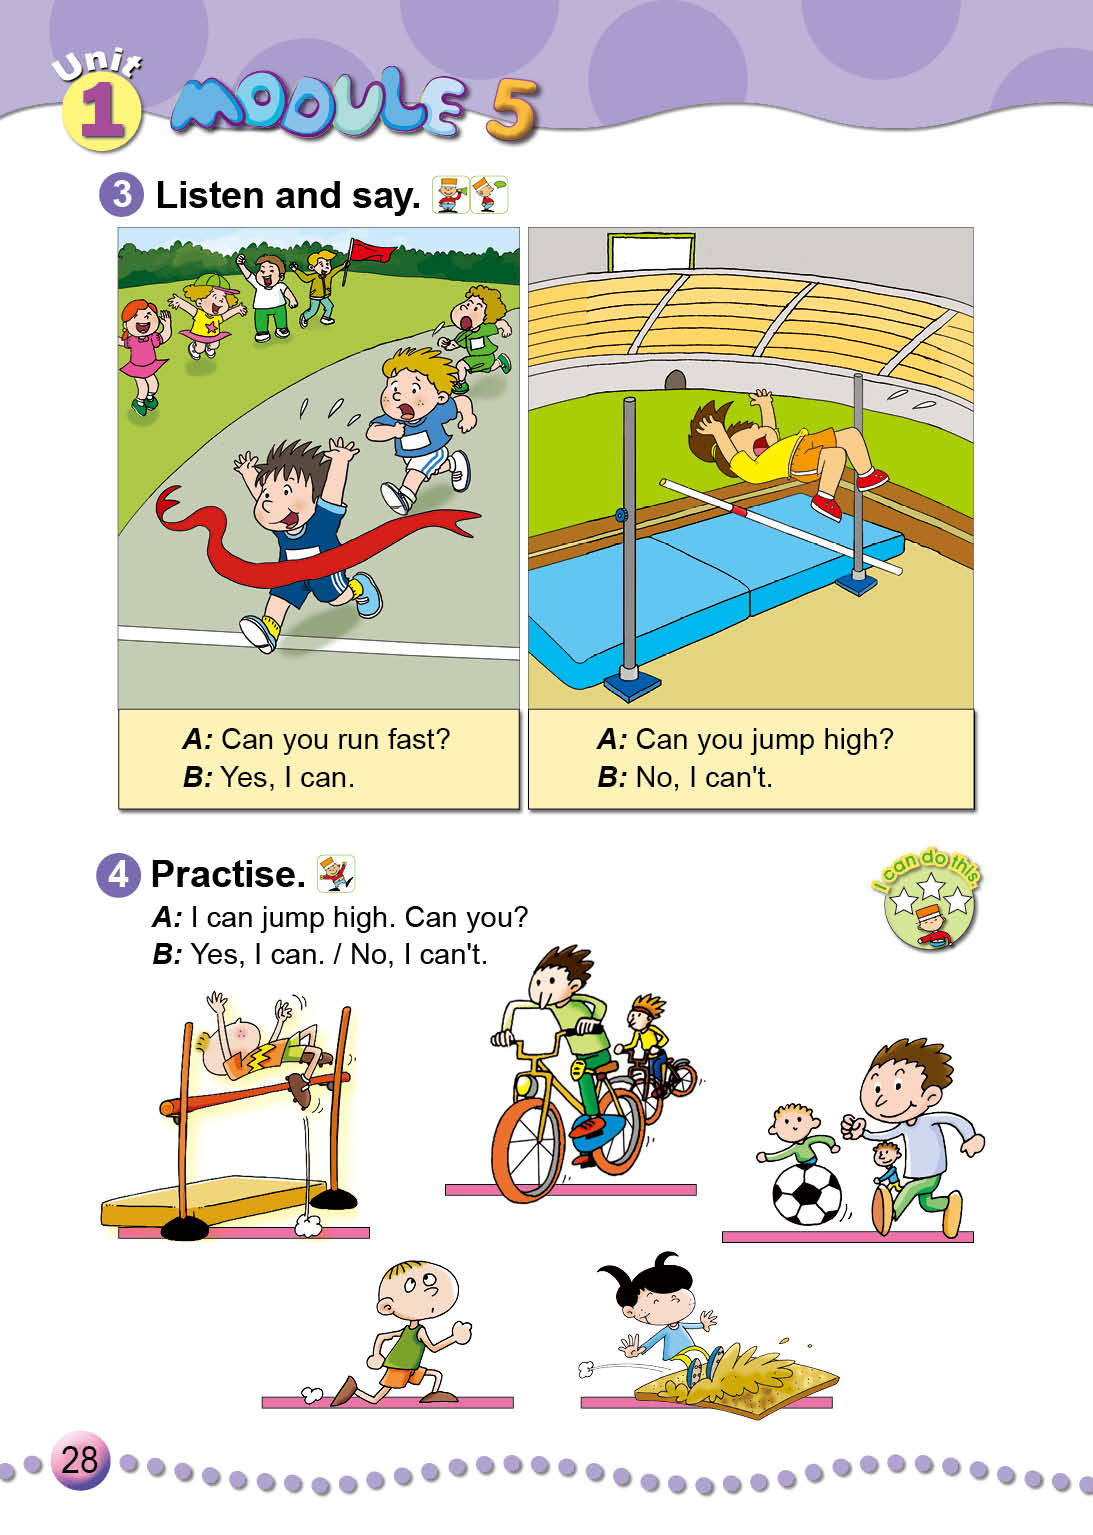 Unit
1 MODULE 5
3 Listen and say.
A: Can you run fast?
B: Yes, I can.
A: Can you jump high?
B: No, I can't.
4 Practise.
I can do this.
A: I can jump high. Can you?
B: Yes, I can. / No, I can't.
28